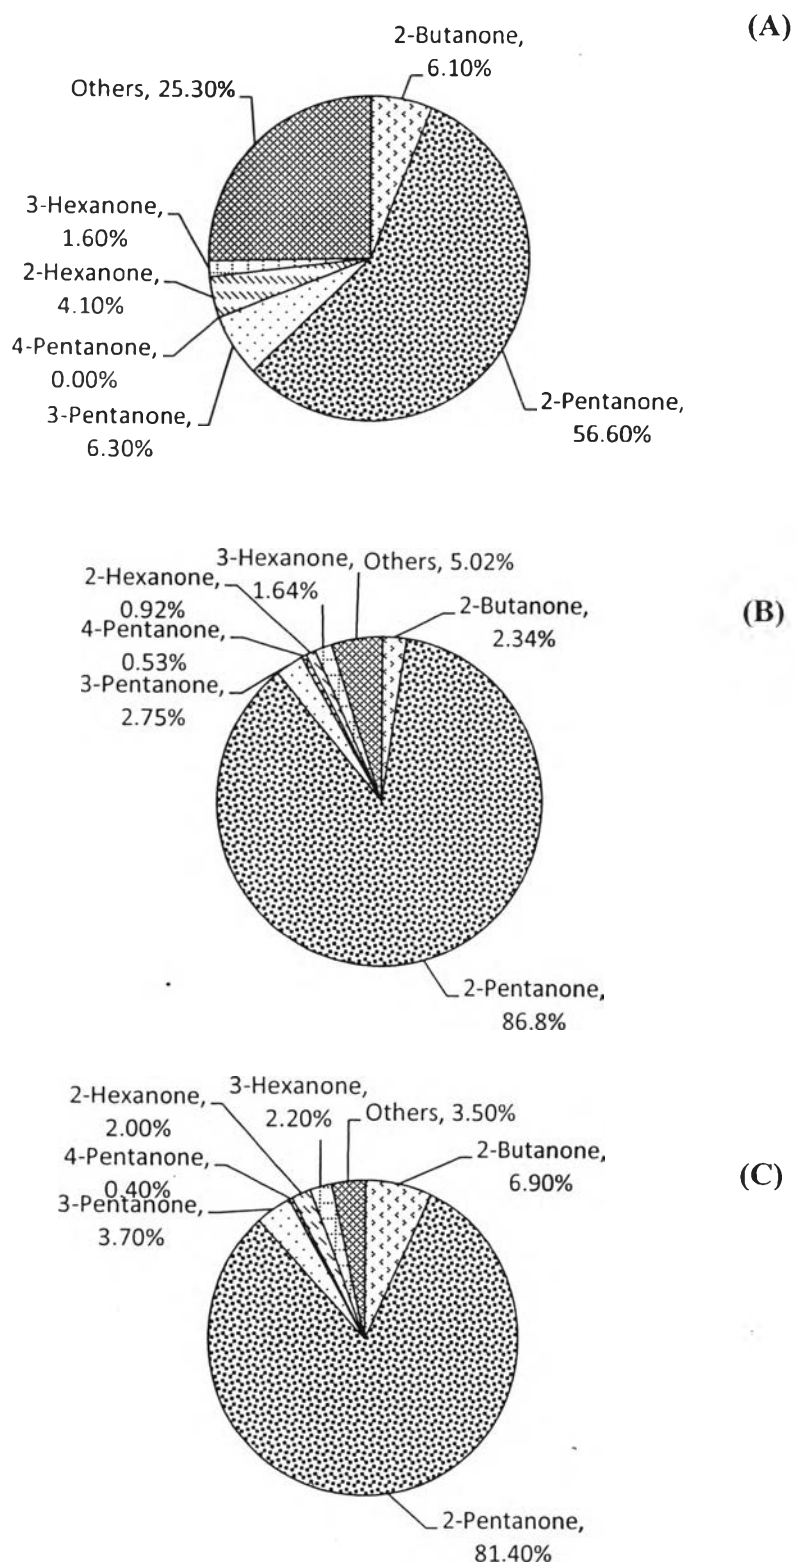 (A)
2-Butanone,
6.10%
Others, 25.30%
3-Hexanone,
1.60%
2-Hexanone,
4.10%
4-Pentanone,
0.00%
3-Pentanone,
6.30%
2-Pentanone,
56.60%
(B)
3-Hexanone,
1.64%
Others, 5.02%
2-Hexanone,
0.92%
2-Butanone,
2.34%
4-Pentanone,
0.53%
3-Pentanone,
2.75%
2-Pentanone,
86.8%
(C)
3-Hexanone,
2.20%
2-Hexanone,
2.00%
Others, 3.50%
2-Butanone,
6.90%
4-Pentanone,
0.40%
3-Pentanone,
3.70%
2-Pentanone,
81.40%